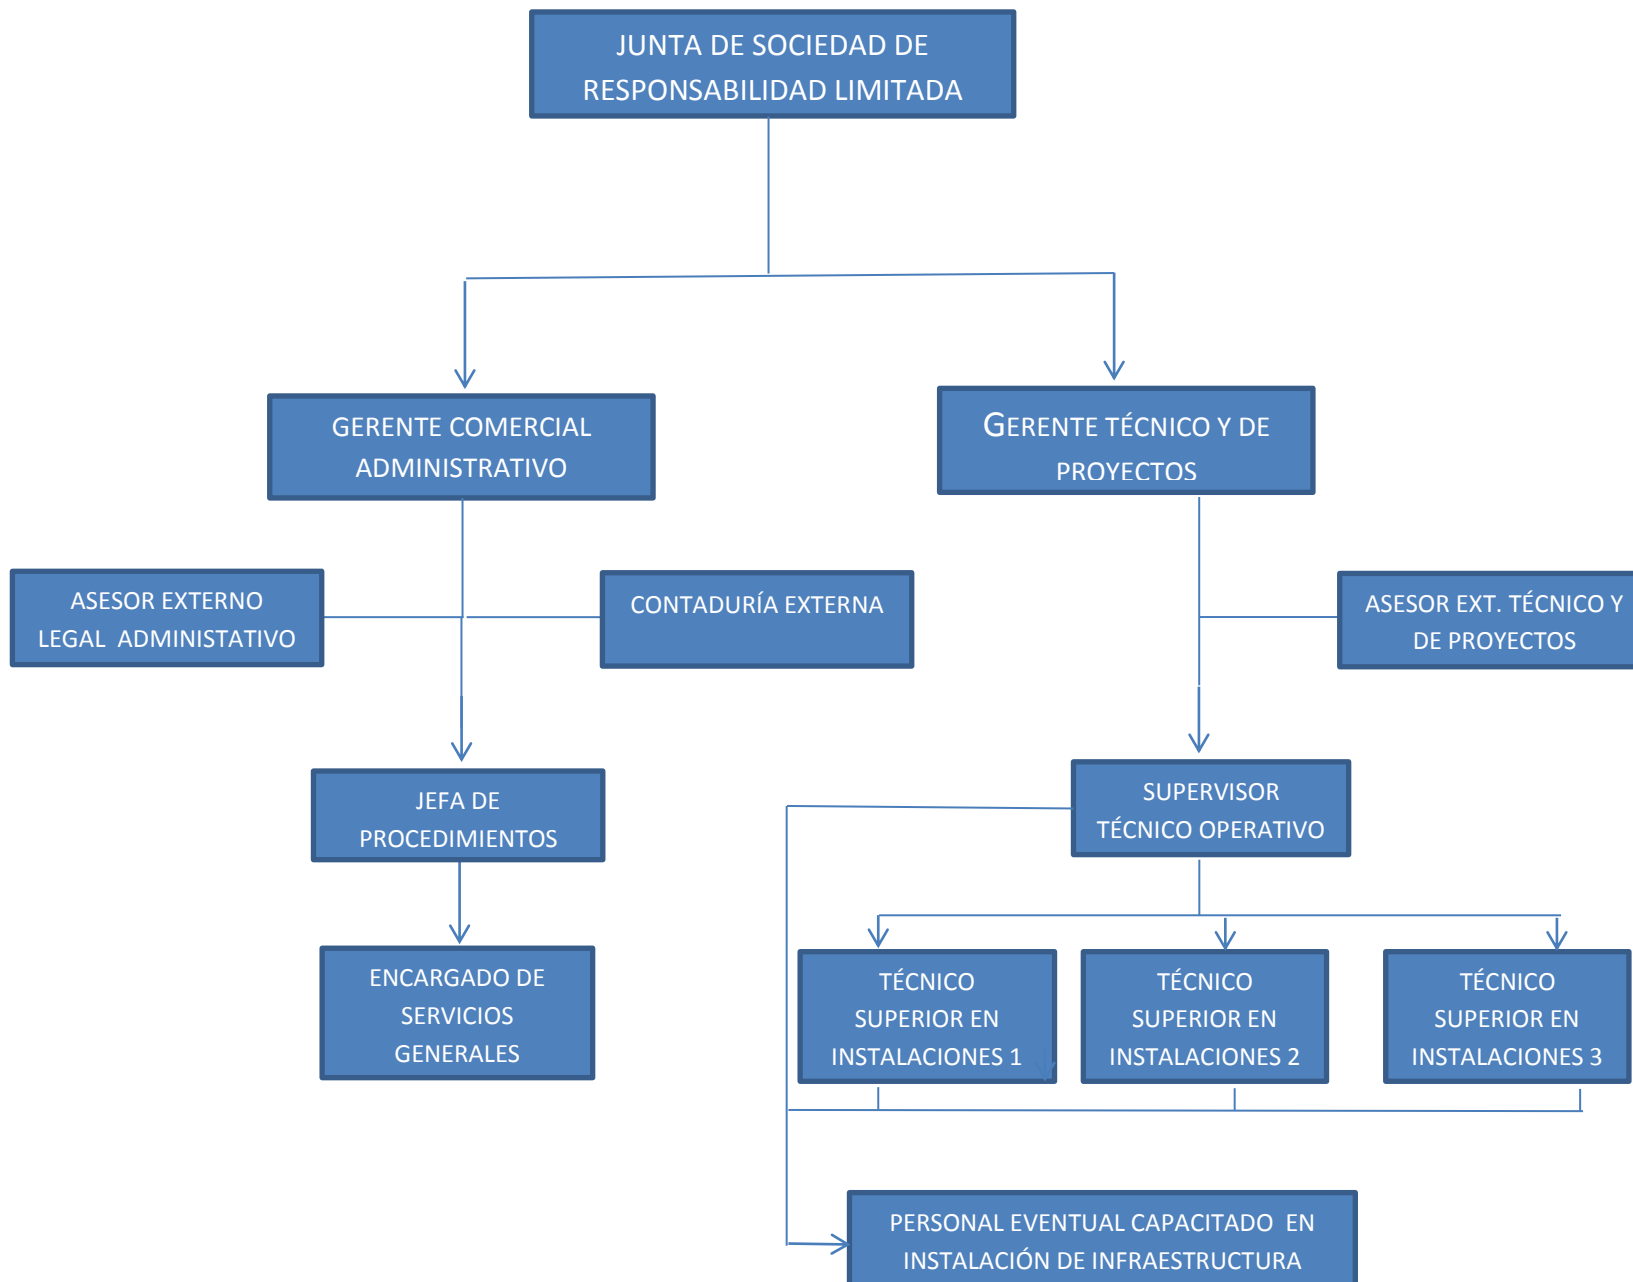 JUNTA DE SOCIEDAD DE
RESPONSABILIDAD LIMITADA
GERENTE COMERCIAL
ADMINISTRATIVO
GERENTE TÉCNICO Y DE
PROYECTOS
ASESOR EXTERNO
LEGAL ADMINISTATIVO
CONTADURÍA EXTERNA
ASESOR EXT. TÉCNICO Y
DE PROYECTOS
JEFA DE
PROCEDIMIENTOS
SUPERVISOR
TÉCNICO OPERATIVO
ENCARGADO DE
SERVICIOS
GENERALES
TÉCNICO
SUPERIOR EN
INSTALACIONES 1
TÉCNICO
SUPERIOR EN
INSTALACIONES 2
TÉCNICO
SUPERIOR EN
INSTALACIONES 3
PERSONAL EVENTUAL CAPACITADO EN
INSTALACIÓN DE INFRAESTRUCTURA